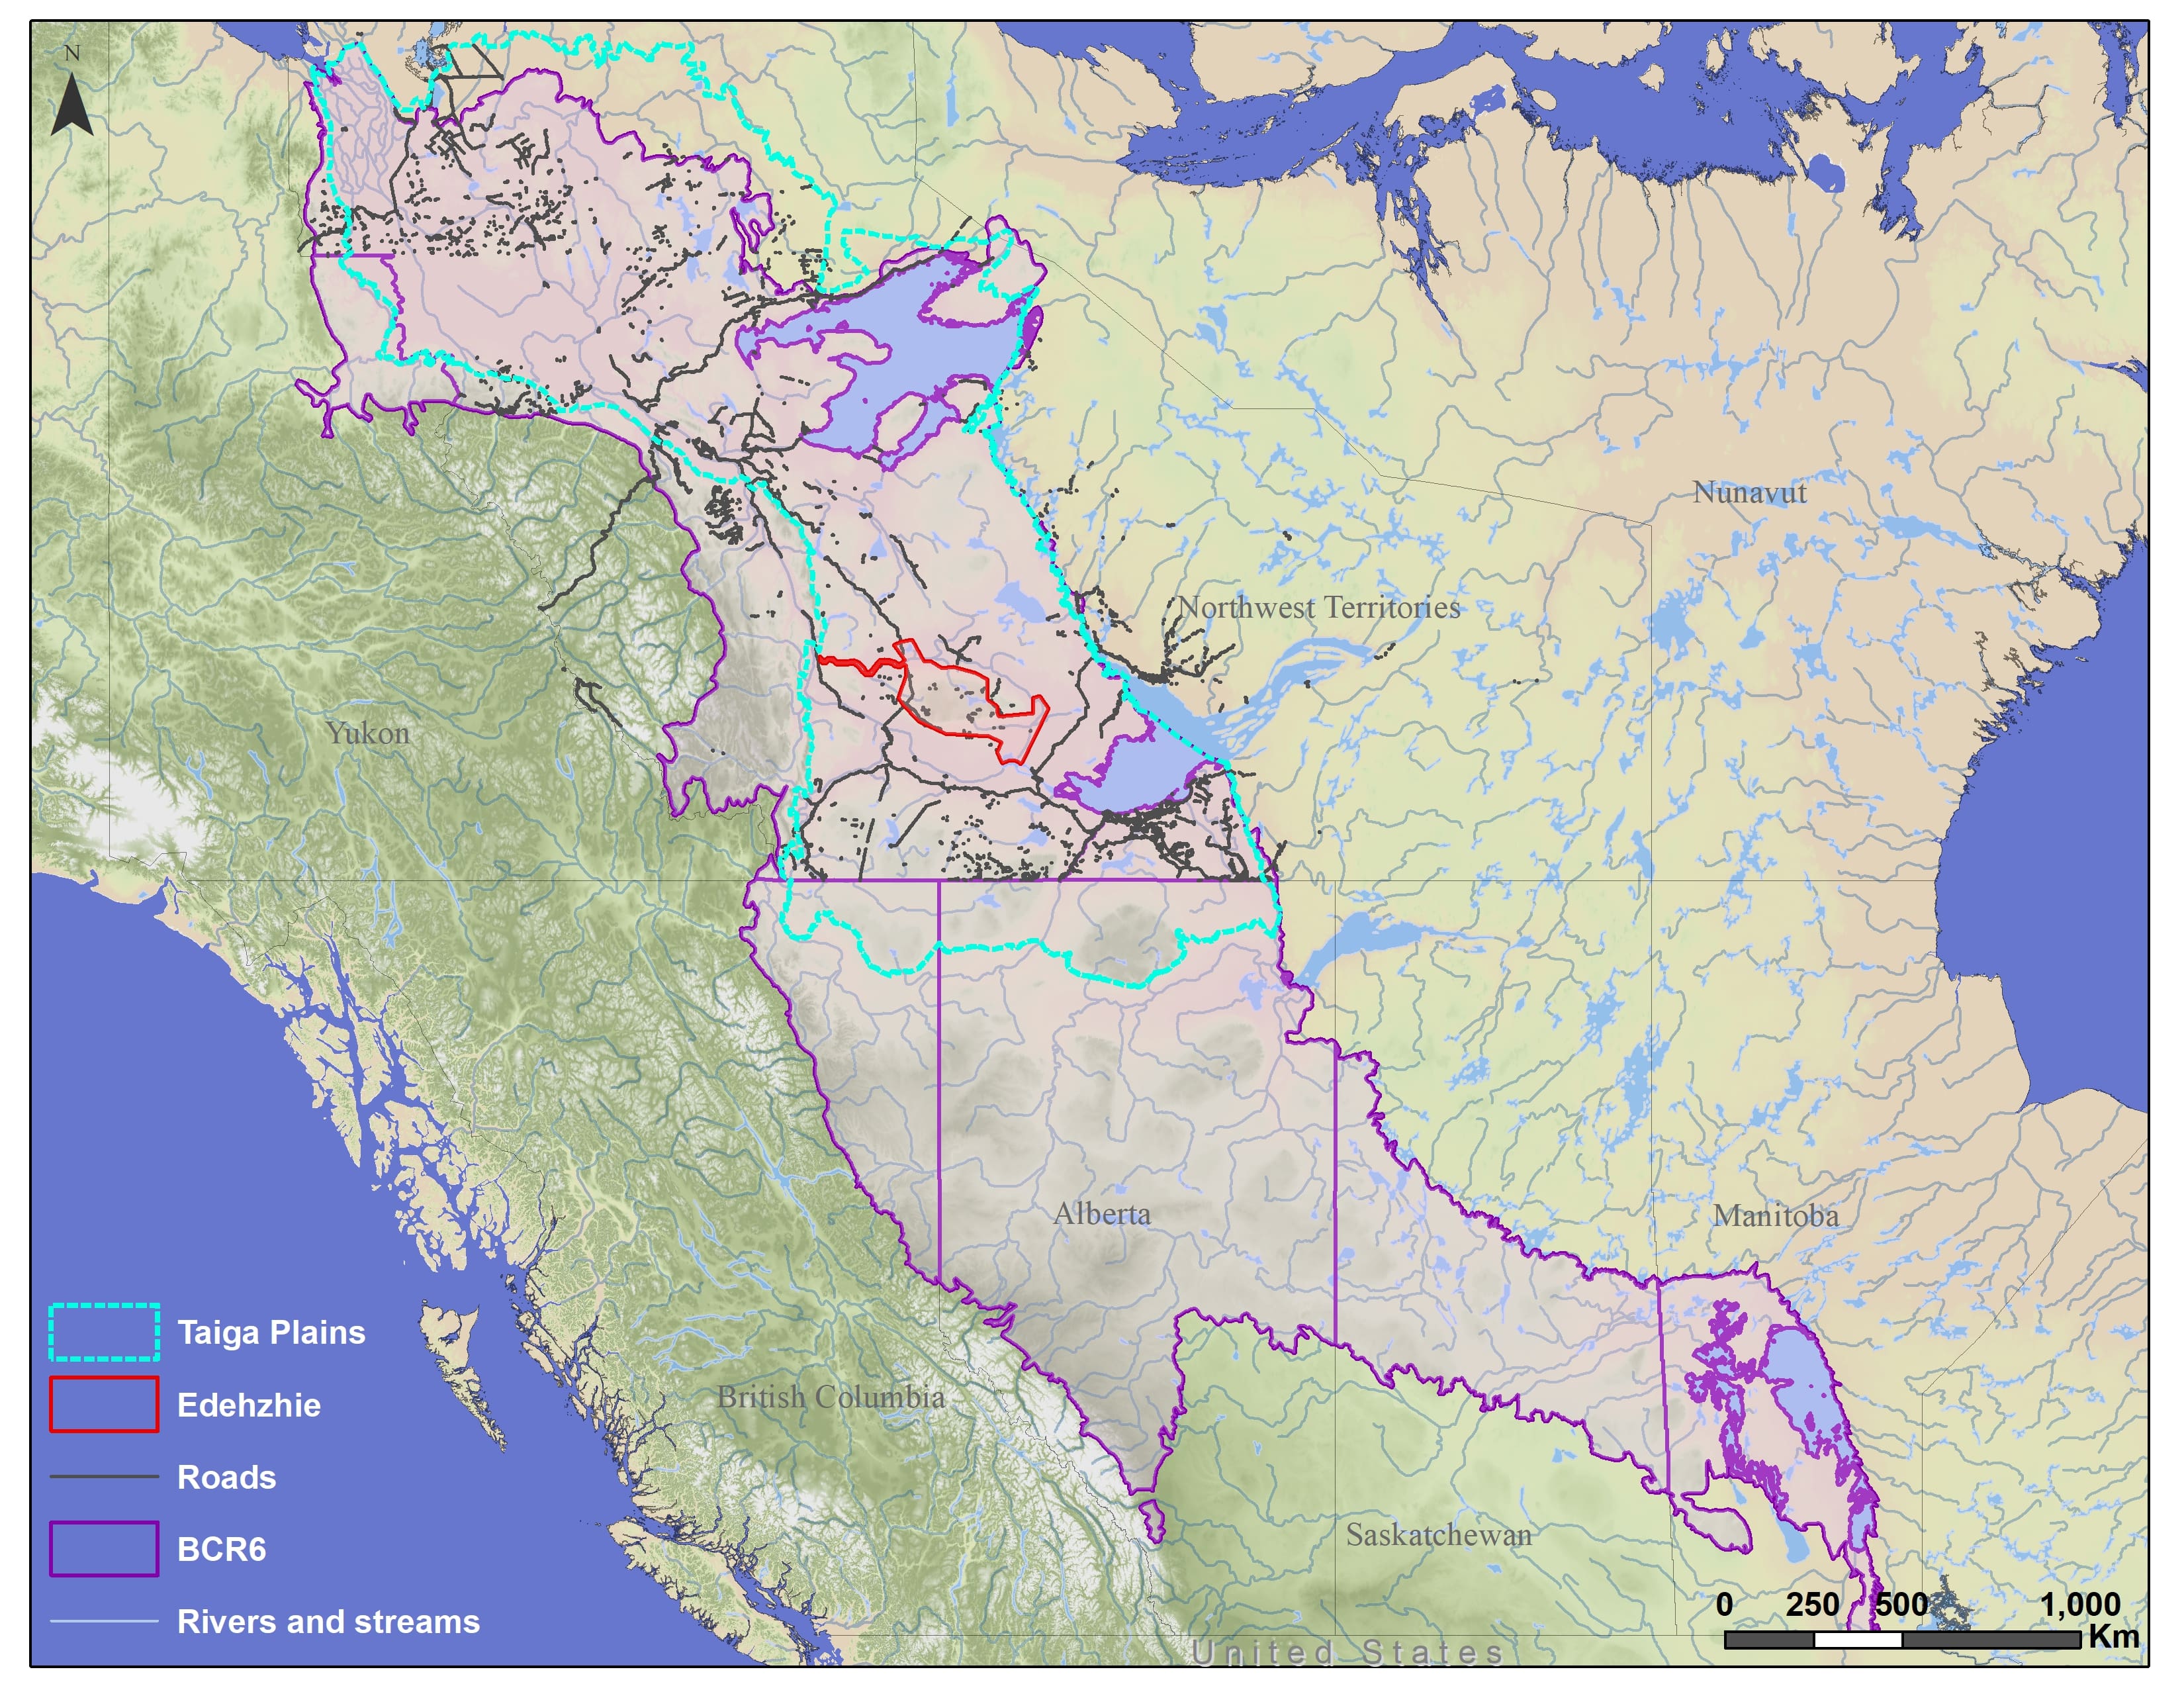 N
Nunavut
Northwest Territories
Yukon
Alberta
Manitoba
British Columbia
Saskatchewan
United States
Taiga Plains
Edehzhie
Roads
BCR6
Rivers and streams
0 250 500 1,000
Km